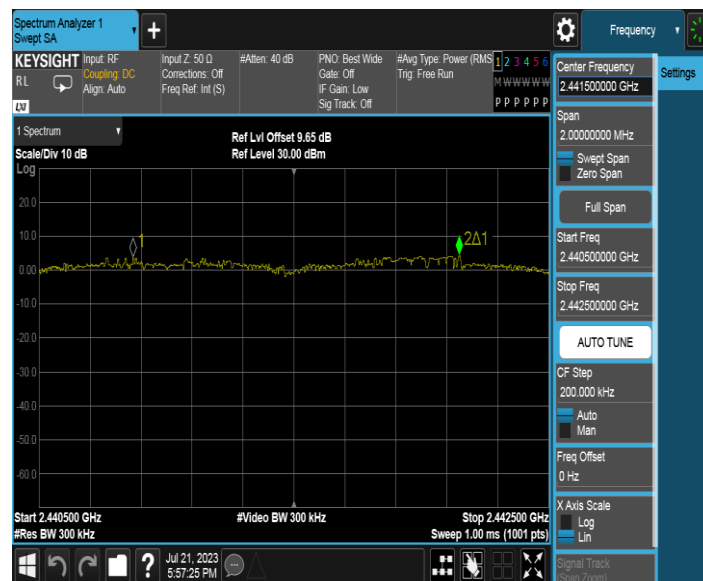 Spectrum Analyzer 1
Swept SA
Frequency
KEYSIGHT
RL
LXI
Input: RF
Coupling: DC
Align: Auto
Input Z: 50 Ω
Corrections: Off
Freq Ref: Int (S)
#Atten: 40 dB
PNO: Best Wide
Gate: Off
IF Gain: Low
Sig Track: Off
#Avg Type: Power (RMS
Trig: Free Run
1 2 3 4 5 6
M W W W W W
P P P P P P
1 Spectrum
Scale/Div 10 dB
Log
Ref Lvl Offset 9.65 dB
Ref Level 30.00 dBm
20.0
10.0
0.00
-10.0
-20.0
-30.0
-40.0
-50.0
-60.0
1
2Δ1
Start 2.440500 GHz
#Res BW 300 kHz
#Video BW 300 kHz
Stop 2.442500 GHz
Sweep 1.00 ms (1001 pts)
Jul 21, 2023
5:57:25 PM
Center Frequency
2.441500000 GHz
Span
2.00000000 MHz
Swept Span
Zero Span
Full Span
Start Freq
2.440500000 GHz
Stop Freq
2.442500000 GHz
AUTO TUNE
CF Step
200.000 kHz
Auto
Man
Freq Offset
0 Hz
X Axis Scale
Log
Lin
Signal Track
(Span Zoom)
Settings